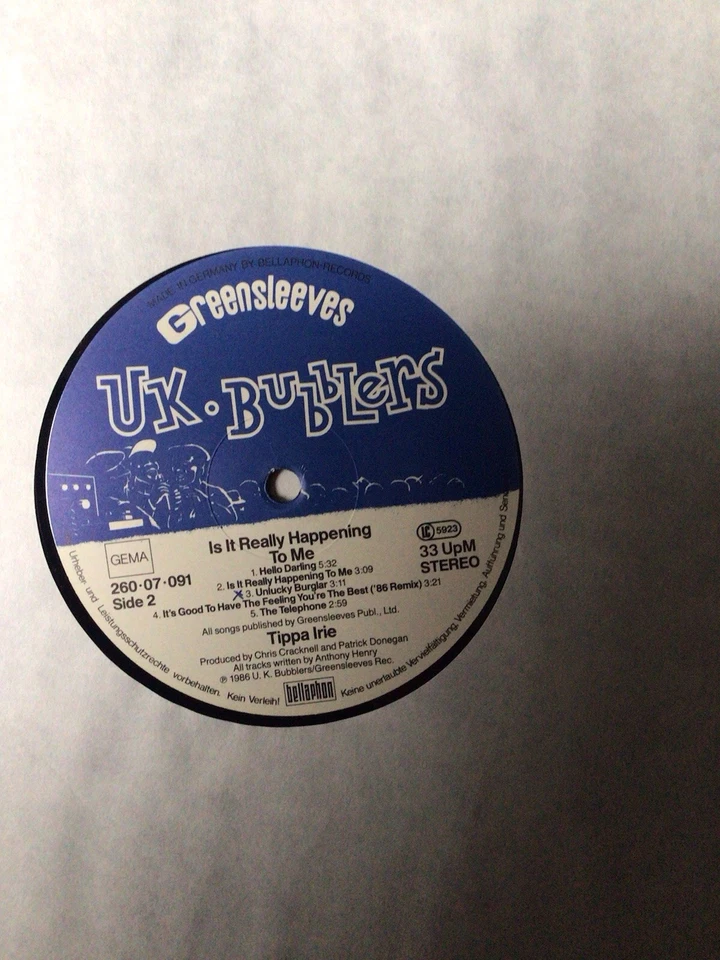 MADE IN GERMANY BY BELLAPHON-RECORDS
Greensleeves
UK·Bubblers
GEMA
260·07·091
Side 2
Is It Really Happening
To Me
1. Hello Darling 5:32
2. Is It Really Happening To Me 3:09
x 3. Unlucky Burglar 3:11
4. It's Good To Have The Feeling You're The Best ('86 Remix) 3:21
5. The Telephone 2:59
All songs published by Greensleeves Publ., Ltd.
Tippa Irie
Produced by Chris Cracknell and Patrick Donegan
All tracks written by Anthony Henry
℗ 1986 U. K. Bubblers/Greensleeves Rec.
bellaphon
LC 5923
33 UpM
STEREO
Urheber- und Leistungsschutzrechte vorbehalten. Kein Verleih! Keine unerlaubte Vervielfältigung, Vermietung, Aufführung und